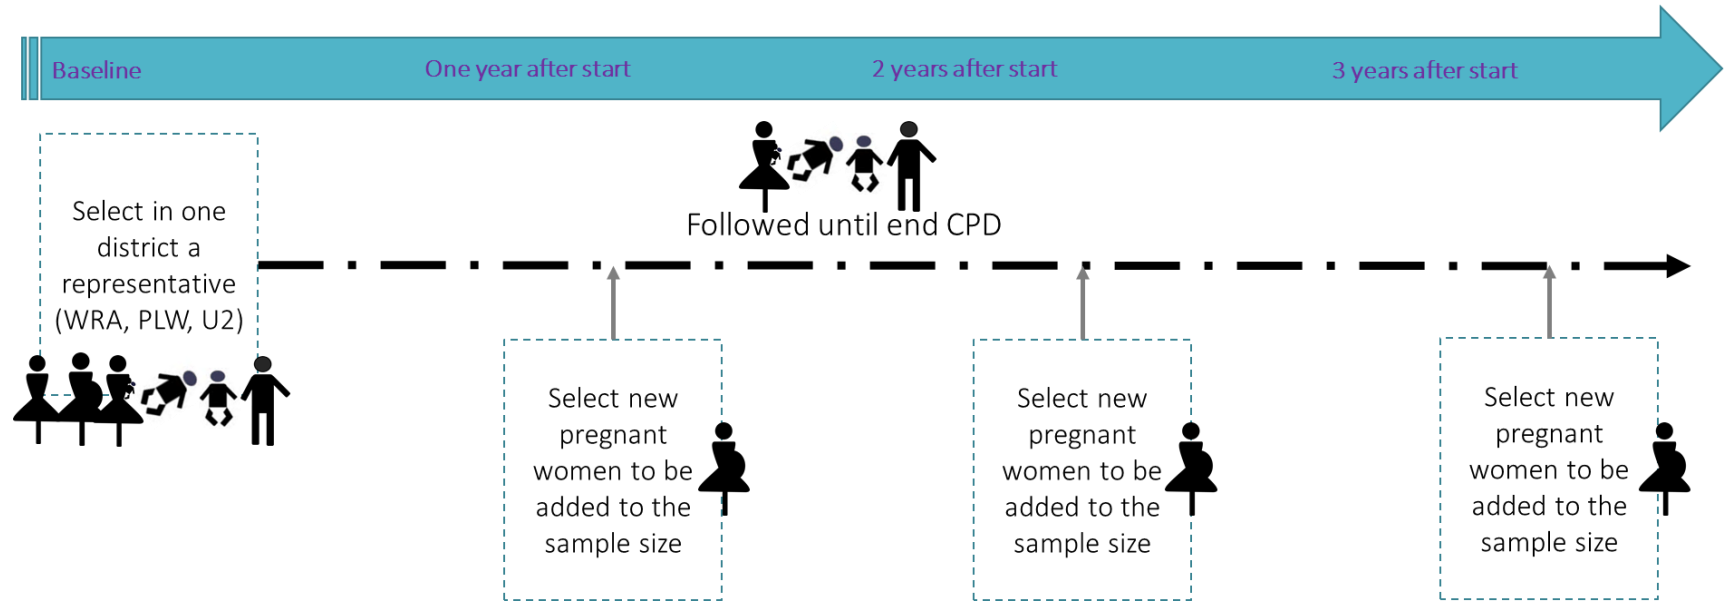 Baseline
One year after start
2 years after start
3 years after start
Select in one
district a
representative
(WRA, PLW, U2)
Followed until end CPD
Select new
pregnant
women to be
added to the
sample size
Select new
pregnant
women to be
added to the
sample size
Select new
pregnant
women to be
added to the
sample size